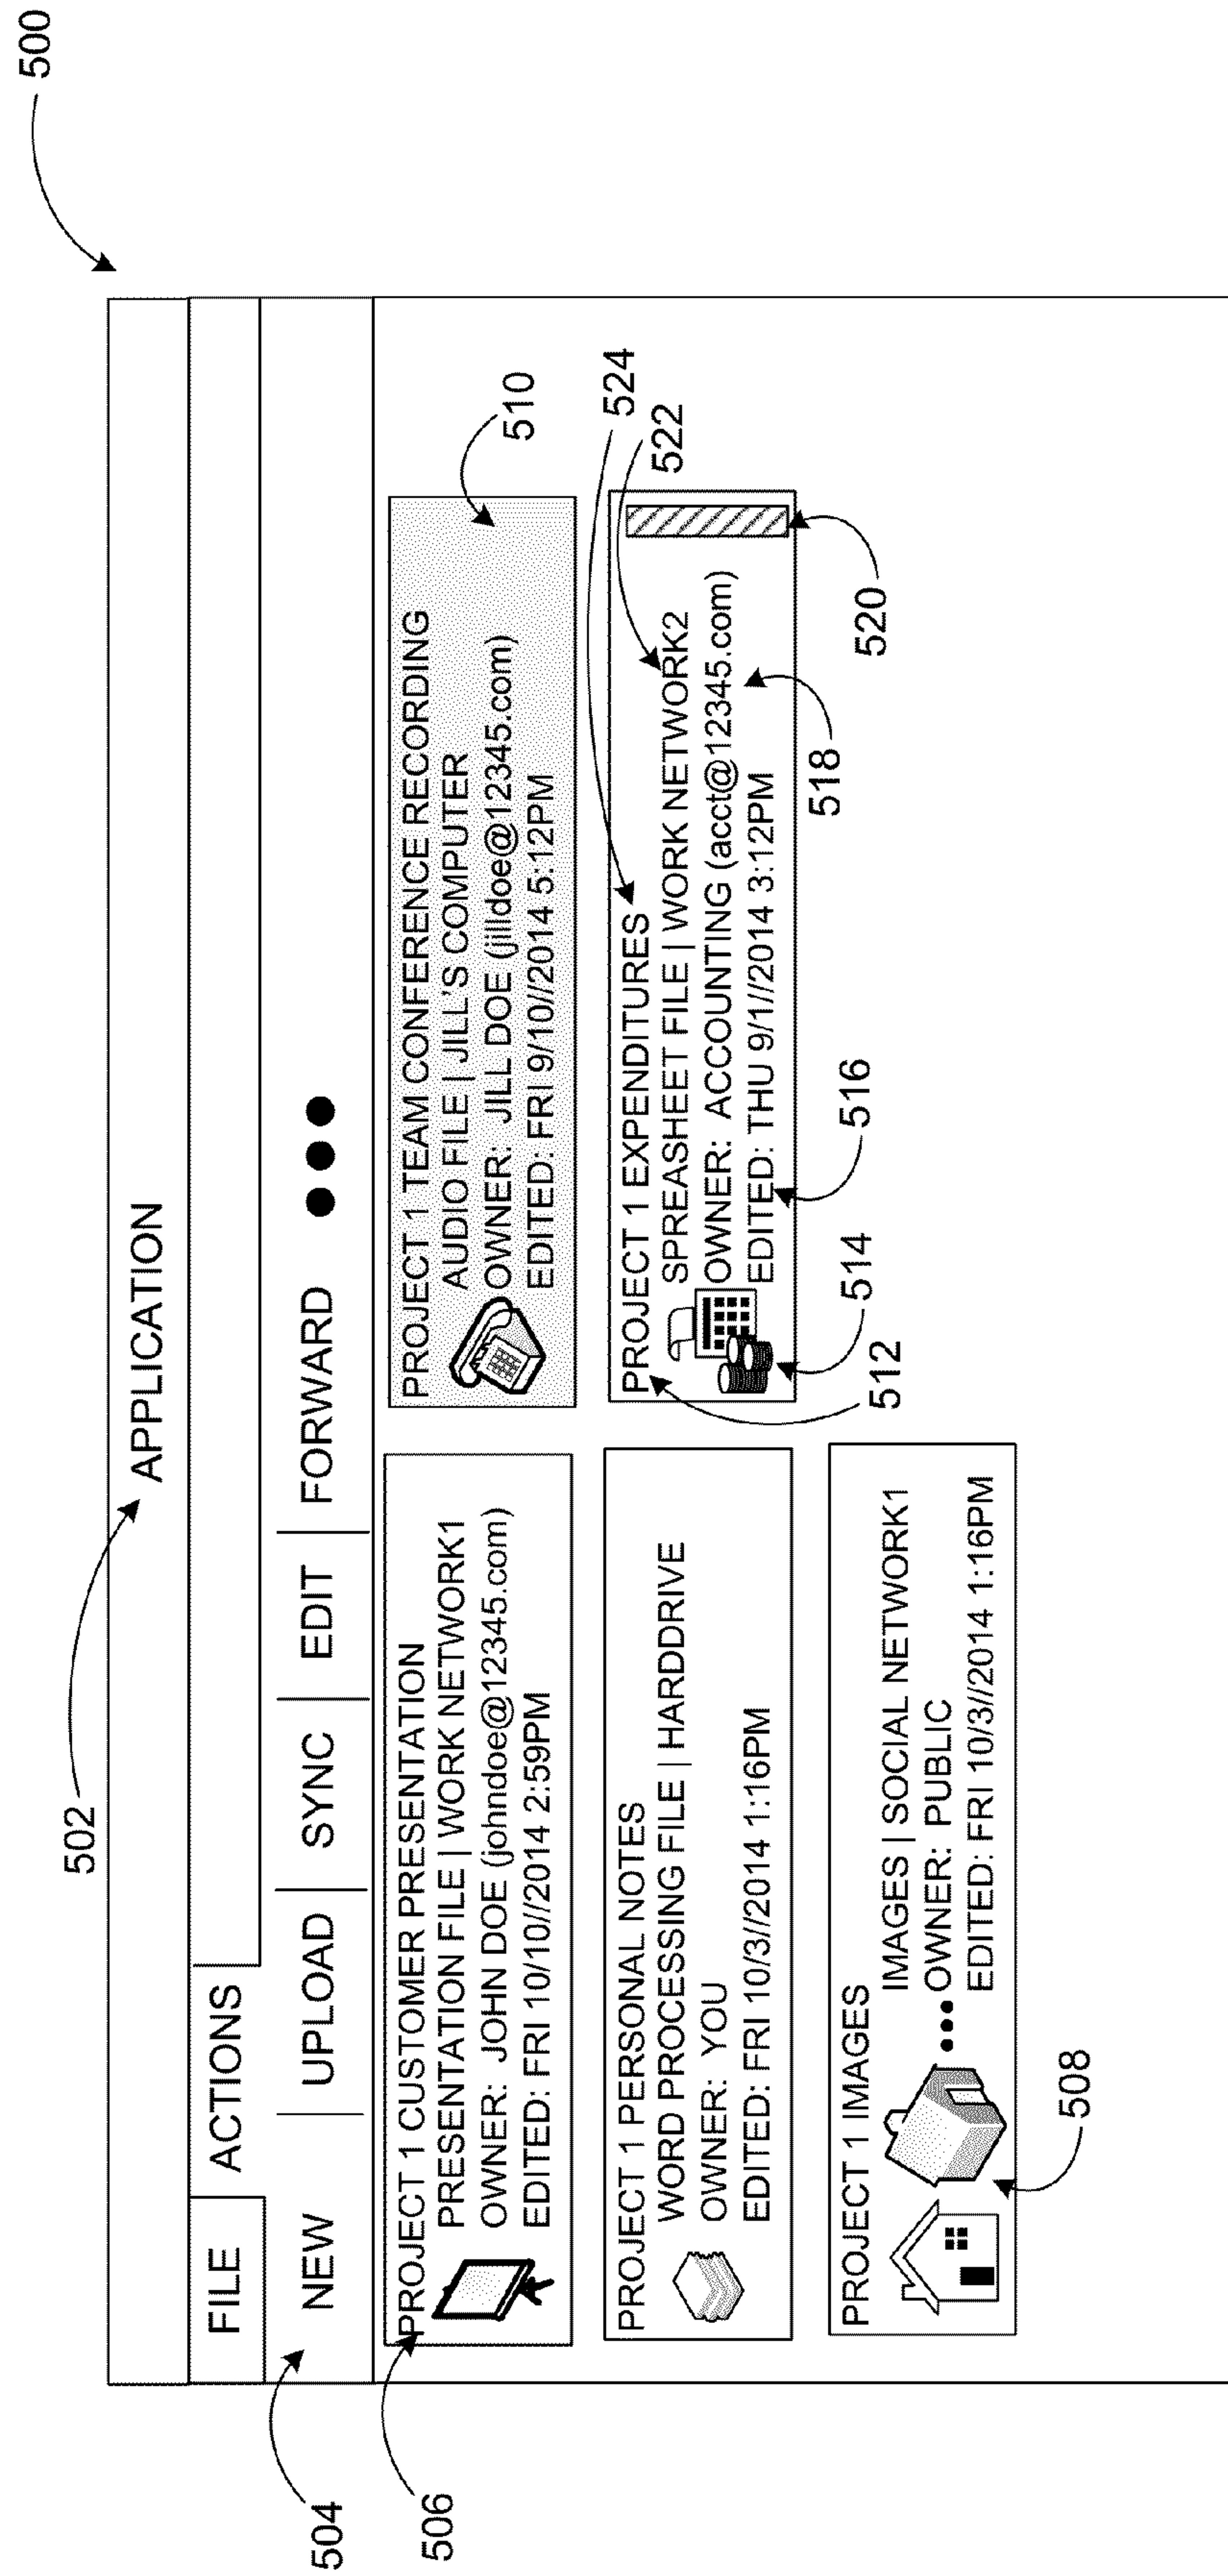 500
502
APPLICATION
FILE ACTIONS
504
NEW | UPLOAD | SYNC | EDIT | FORWARD ●●●
506
PROJECT 1 CUSTOMER PRESENTATION
PRESENTATION FILE | WORK NETWORK1
OWNER: JOHN DOE (johndoe@12345.com)
EDITED: FRI 10/10//2014 2:59PM
PROJECT 1 TEAM CONFERENCE RECORDING
AUDIO FILE | JILL'S COMPUTER
OWNER: JILL DOE (jilldoe@12345.com)
EDITED: FRI 9/10//2014 5:12PM
510
PROJECT 1 PERSONAL NOTES
WORD PROCESSING FILE | HARDDRIVE
OWNER: YOU
EDITED: FRI 10/3//2014 1:16PM
524
522
PROJECT 1 EXPENDITURES
SPREASHEET FILE | WORK NETWORK2
OWNER: ACCOUNTING (acct@12345.com)
EDITED: THU 9/1//2014 3:12PM
512
514
516
518
520
PROJECT 1 IMAGES
IMAGES | SOCIAL NETWORK1
●●● OWNER: PUBLIC
EDITED: FRI 10/3//2014 1:16PM
508